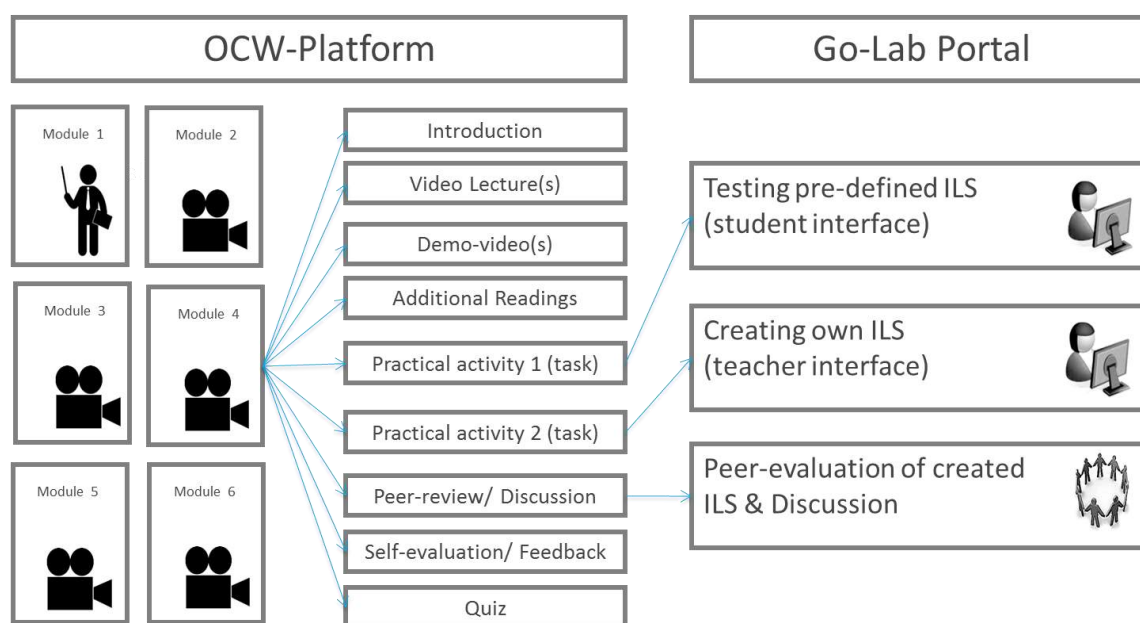 OCW-Platform
Go-Lab Portal
Module 1
Module 2
Module 3
Module 4
Module 5
Module 6
Introduction
Video Lecture(s)
Demo-video(s)
Additional Readings
Practical activity 1 (task)
Practical activity 2 (task)
Peer-review/ Discussion
Self-evaluation/ Feedback
Quiz
Testing pre-defined ILS
(student interface)
Creating own ILS
(teacher interface)
Peer-evaluation of created
ILS & Discussion